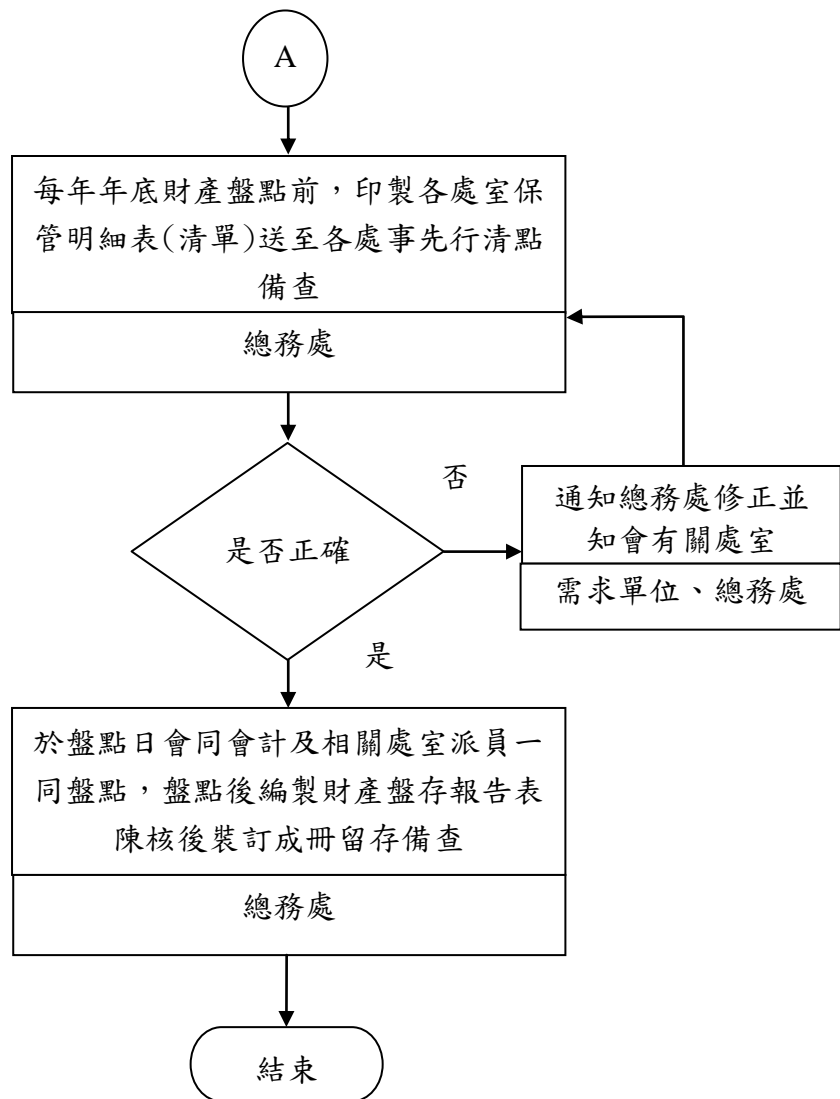 A
每年年底財產盤點前，印製各處室保
管明細表(清單)送至各處事先行清點
備查
總務處
是否正確
否
通知總務處修正並
知會有關處室
需求單位、總務處
是
於盤點日會同會計及相關處室派員一
同盤點，盤點後編製財產盤存報告表
陳核後裝訂成冊留存備查
總務處
結束